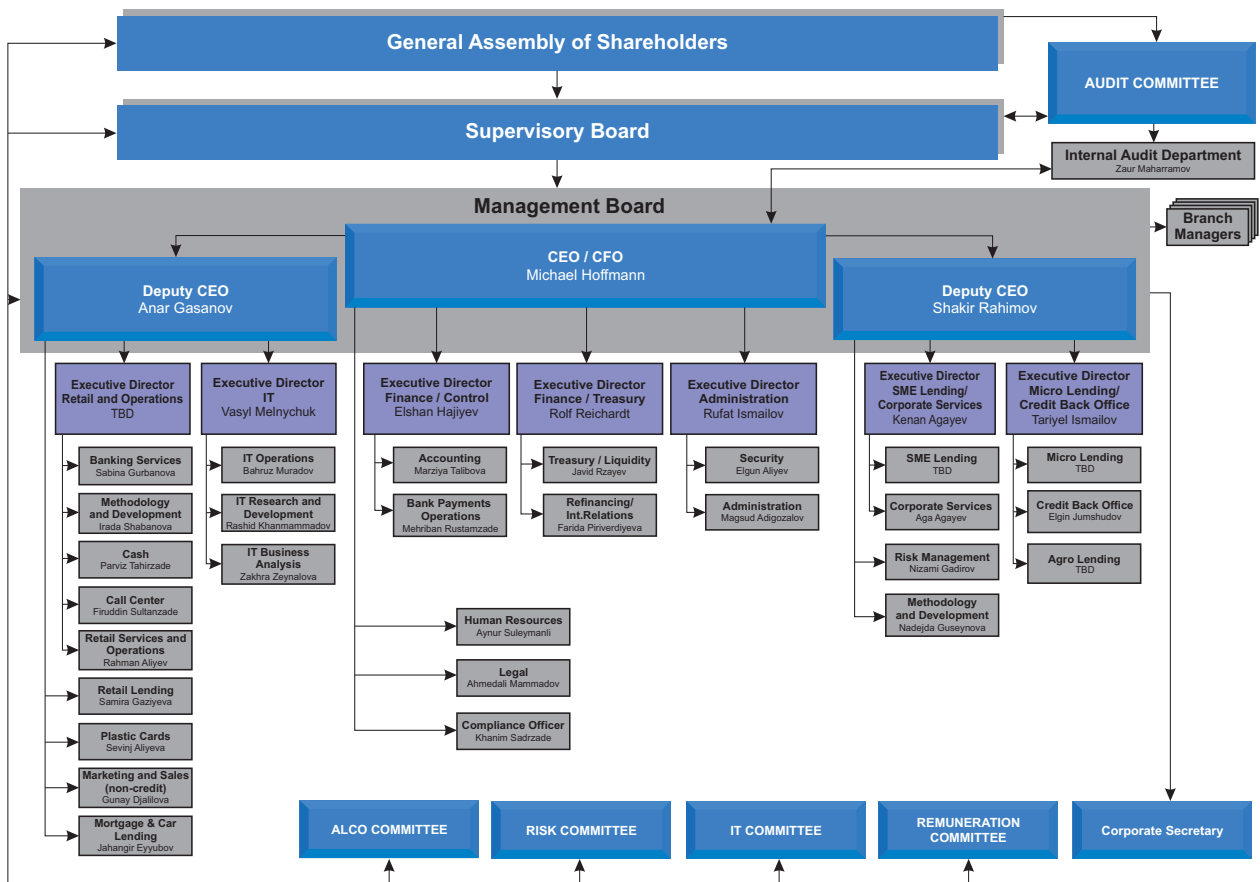 General Assembly of Shareholders
AUDIT COMMITTEE
Supervisory Board
Internal Audit Department
Zaur Maharramov
Management Board
Branch
Managers
CEO / CFO
Michael Hoffmann
Deputy CEO
Anar Gasanov
Deputy CEO
Shakir Rahimov
Executive Director
Retail and Operations
TBD
Executive Director
IT
Vasyl Melnychuk
Executive Director
Finance / Control
Elshan Hajiyev
Executive Director
Finance / Treasury
Rolf Reichardt
Executive Director
Administration
Rufat Ismailov
Executive Director
SME Lending/
Corporate Services
Kenan Agayev
Executive Director
Micro Lending/
Credit Back Office
Tariyel Ismailov
Banking Services
Sabina Gurbanova
Methodology
and Development
Irada Shabanova
Cash
Parviz Tahirzade
Call Center
Firuddin Sultanzade
Retail Services and
Operations
Rahman Aliyev
Retail Lending
Samira Gaziyeva
Plastic Cards
Sevinj Aliyeva
Marketing and Sales
(non-credit)
Gunay Djalilova
Mortgage & Car
Lending
Jahangir Eyyubov
IT Operations
Bahruz Muradov
IT Research and
Development
Rashid Khanmammadov
IT Business
Analysis
Zakhra Zeynalova
Accounting
Marziya Talibova
Bank Payments
Operations
Mehriban Rustamzade
Treasury / Liquidity
Javid Rzayev
Refinancing/
Int.Relations
Farida Piriverdiyeva
Security
Elgun Aliyev
Administration
Magsud Adigozalov
SME Lending
TBD
Corporate Services
Aga Agayev
Risk Management
Nizami Gadirov
Methodology
and Development
Nadejda Guseynova
Micro Lending
TBD
Credit Back Office
Elgin Jumshudov
Agro Lending
TBD
Human Resources
Aynur Suleymanli
Legal
Ahmedali Mammadov
Compliance Officer
Khanim Sadrzade
ALCO COMMITTEE
RISK COMMITTEE
IT COMMITTEE
REMUNERATION
COMMITTEE
Corporate Secretary